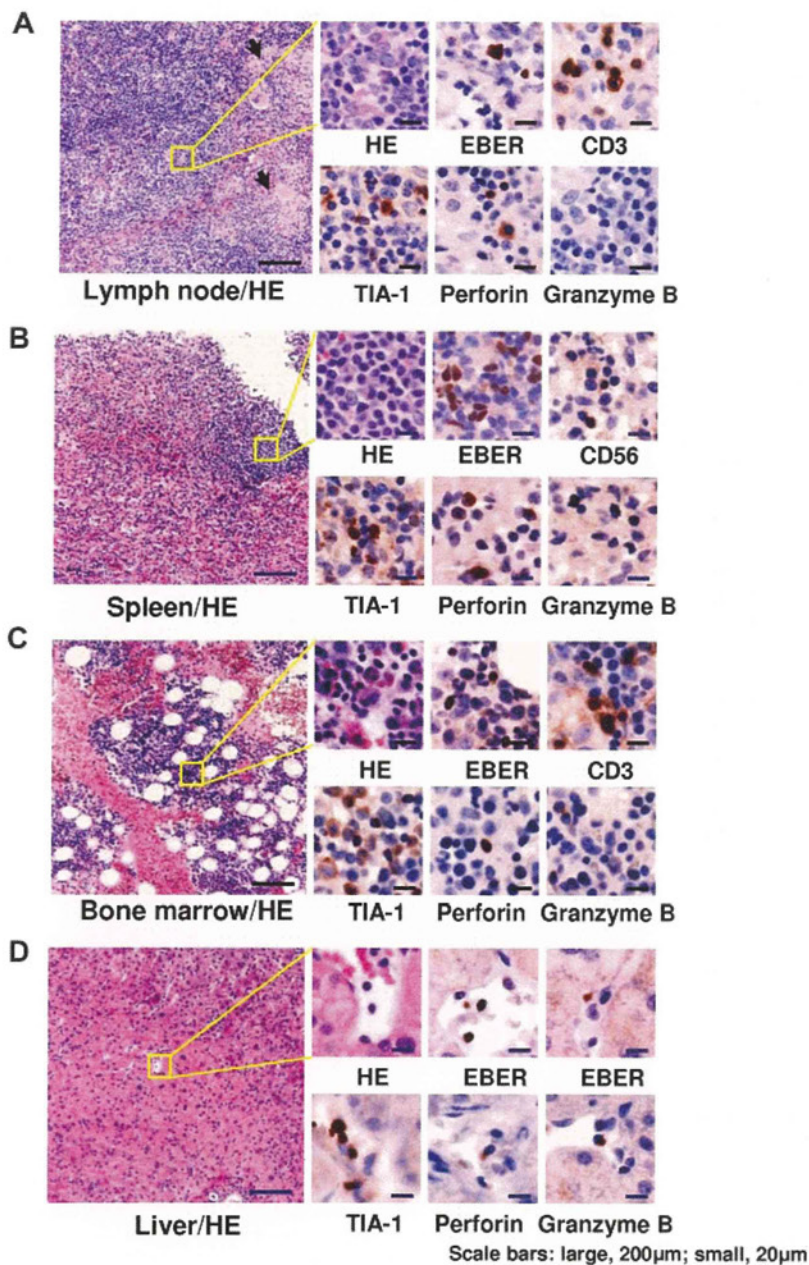 A
HE EBER CD3
Lymph node/HE
TIA-1 Perforin Granzyme B
B
HE EBER CD56
Spleen/HE
TIA-1 Perforin Granzyme B
C
HE EBER CD3
Bone marrow/HE
TIA-1 Perforin Granzyme B
D
HE EBER EBER
Liver/HE
TIA-1 Perforin Granzyme B
Scale bars: large, 200μm; small, 20μm